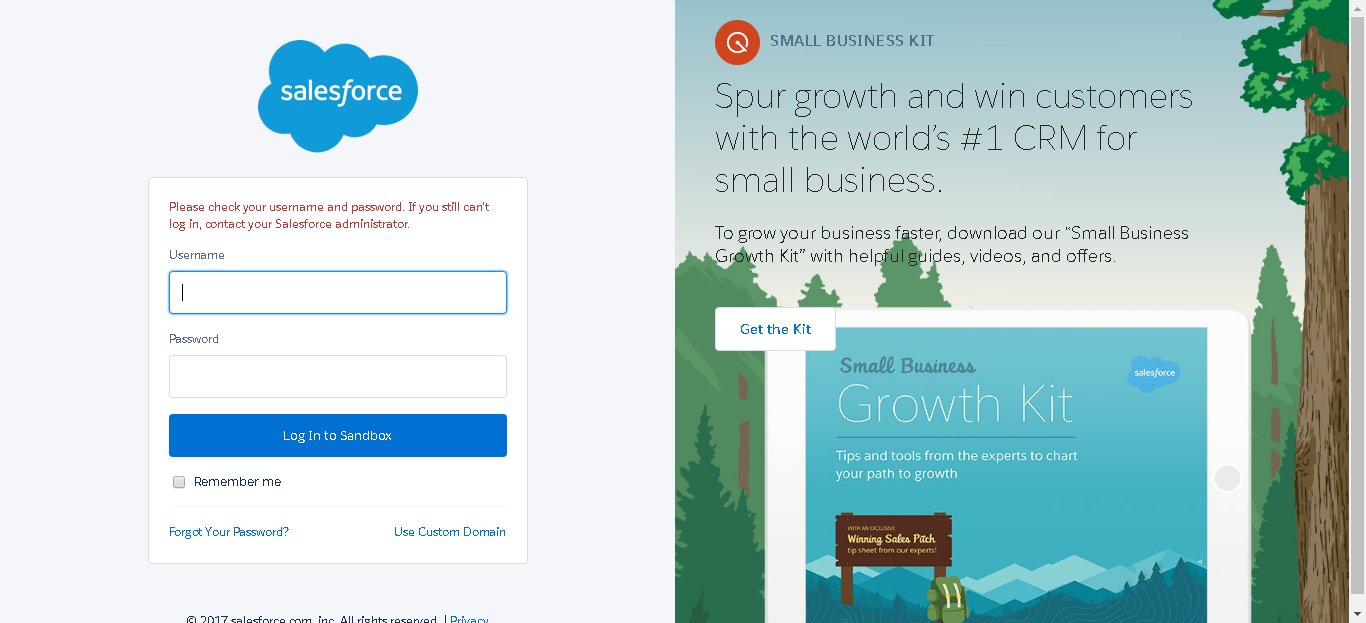 salesforce
Please check your username and password. If you still can't
log in, contact your Salesforce administrator.
Username
Password
Log In to Sandbox
Remember me
Forgot Your Password?
Use Custom Domain
© 2017 salesforce.com, inc. All rights reserved. | Privacy
SMALL BUSINESS KIT
Spur growth and win customers
with the world's #1 CRM for
small business.
To grow your business faster, download our “Small Business
Growth Kit” with helpful guides, videos, and offers.
Get the Kit
Small Business
salesforce
Growth Kit
Tips and tools from the experts to chart
your path to growth
WITH AN EXCLUSIVE
Winning Sales Pitch
tip sheet from our experts!